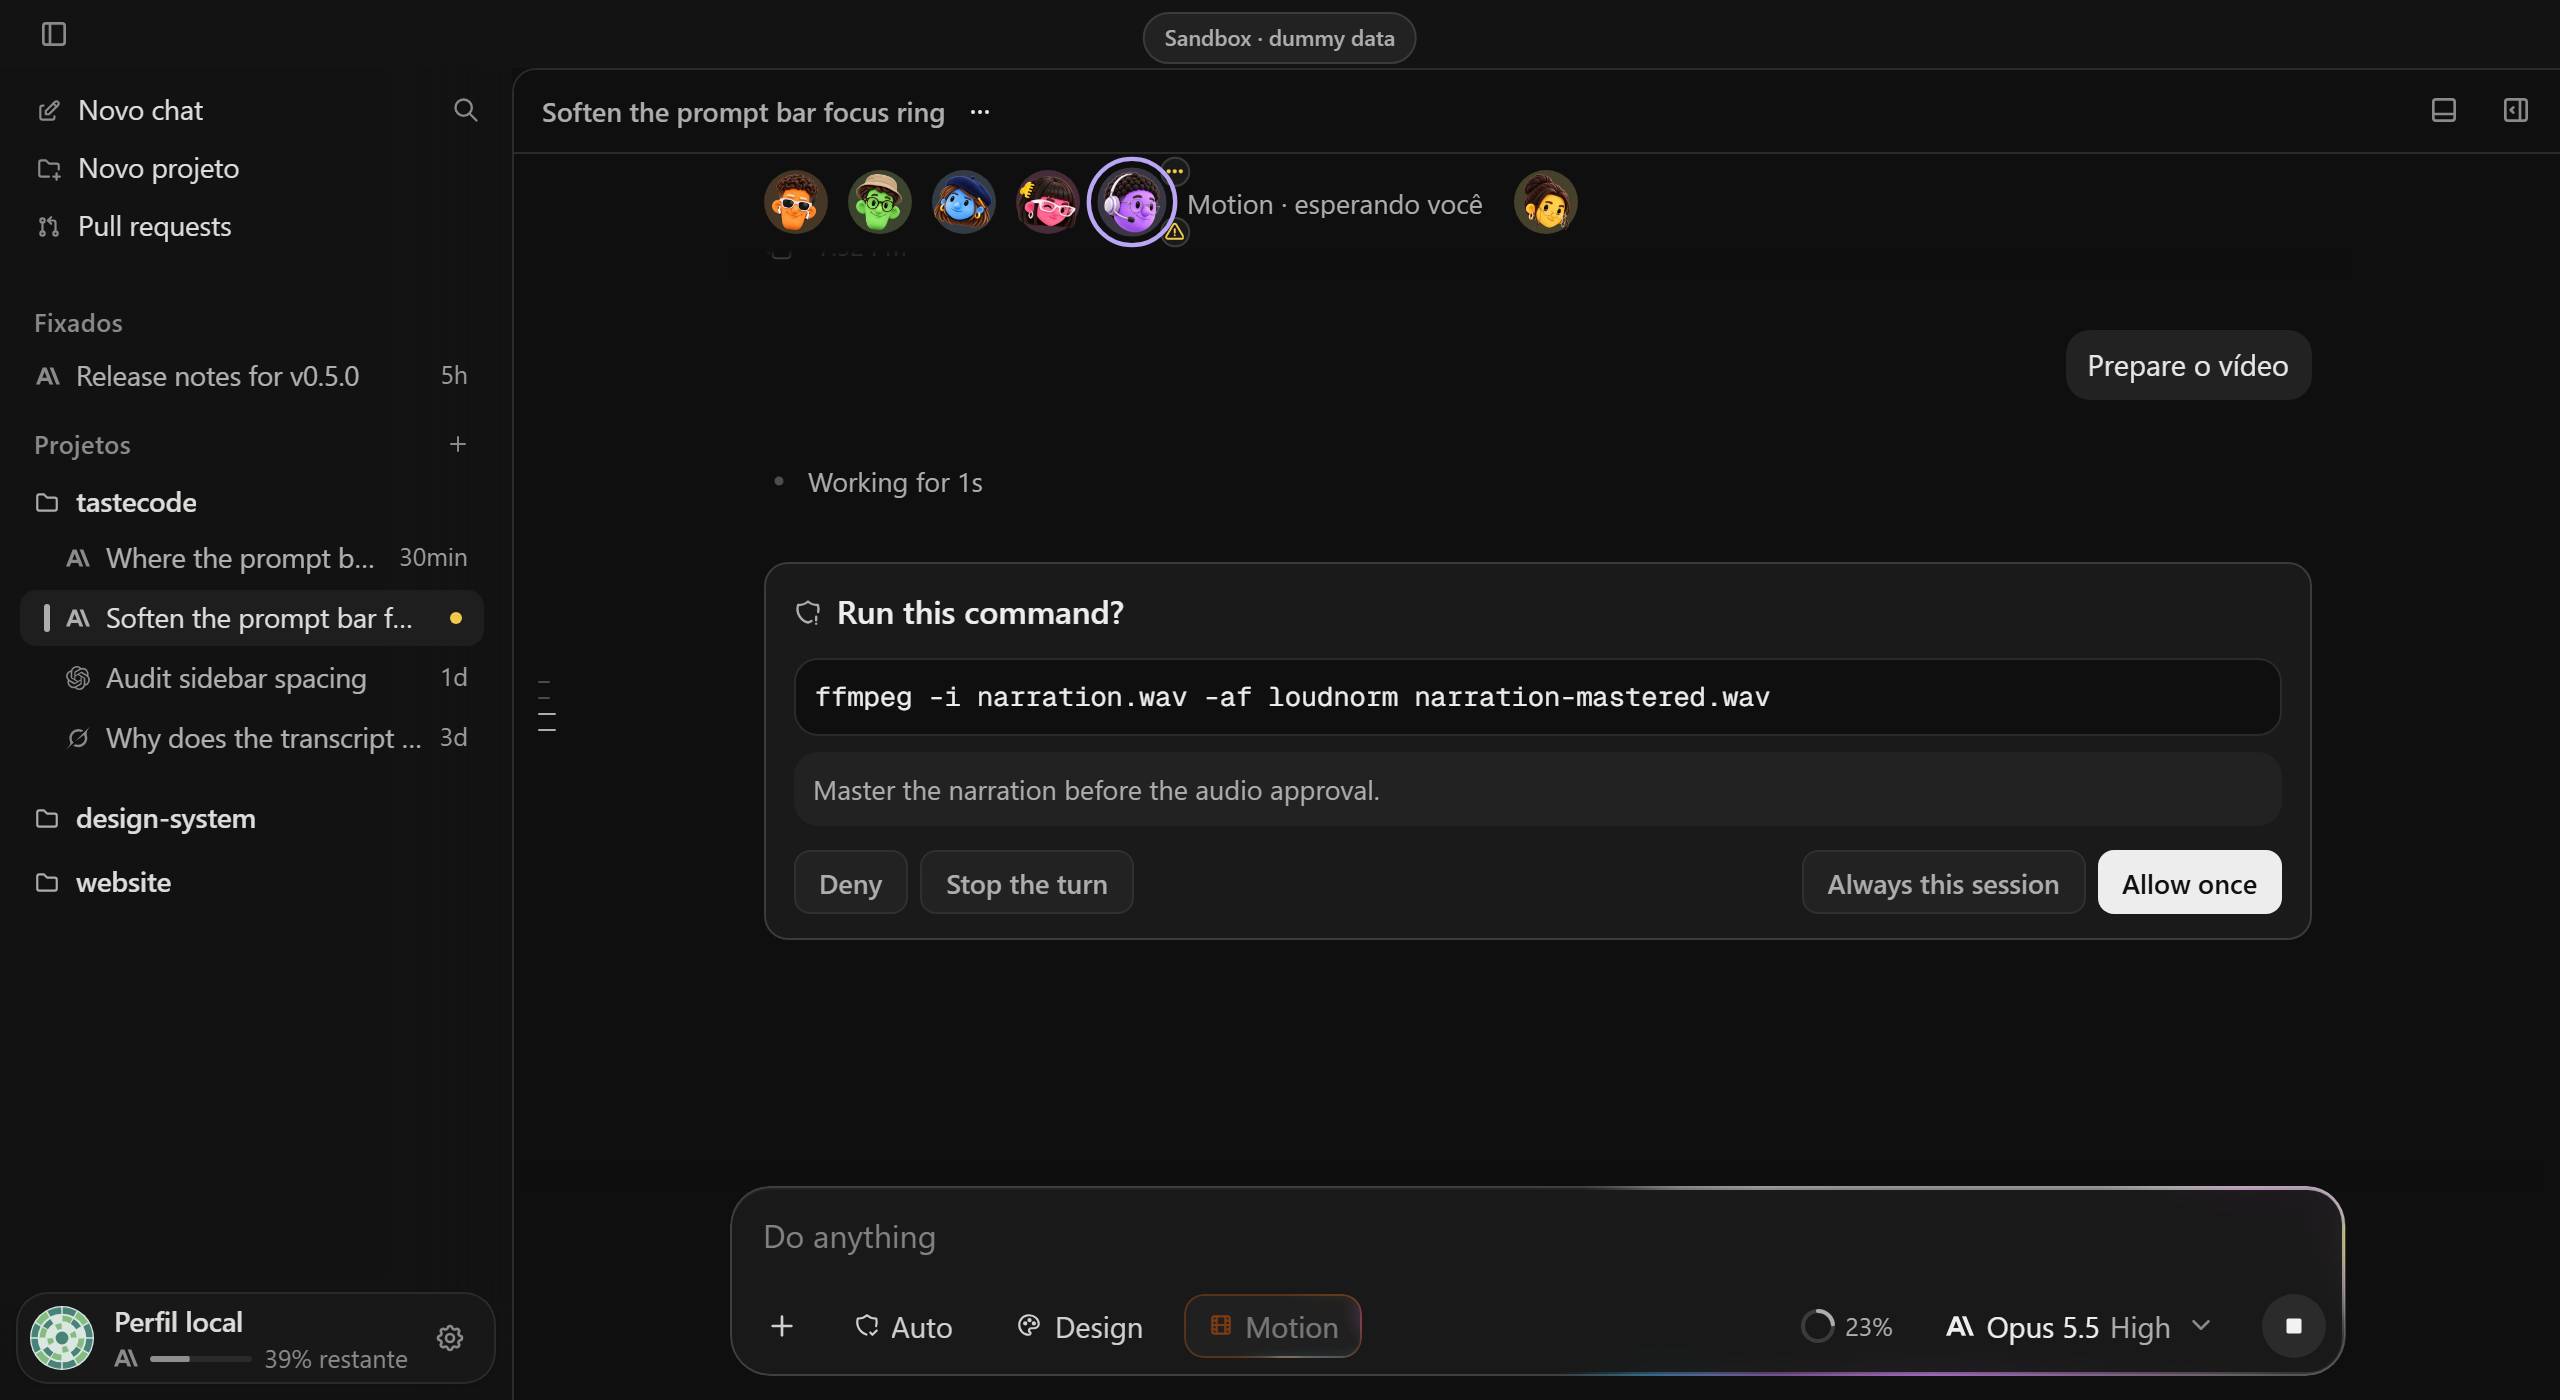 Sandbox · dummy data
Novo chat
Novo projeto
Pull requests
Fixados
Release notes for v0.5.0 5h
Projetos
tastecode
Where the prompt b... 30min
Soften the prompt bar f...
Audit sidebar spacing 1d
Why does the transcript ... 3d
design-system
website
Perfil local
39% restante
Soften the prompt bar focus ring
Motion · esperando você
Prepare o vídeo
Working for 1s
Run this command?
ffmpeg -i narration.wav -af loudnorm narration-mastered.wav
Master the narration before the audio approval.
Deny Stop the turn Always this session Allow once
Do anything
Auto Design Motion 23% Opus 5.5 High